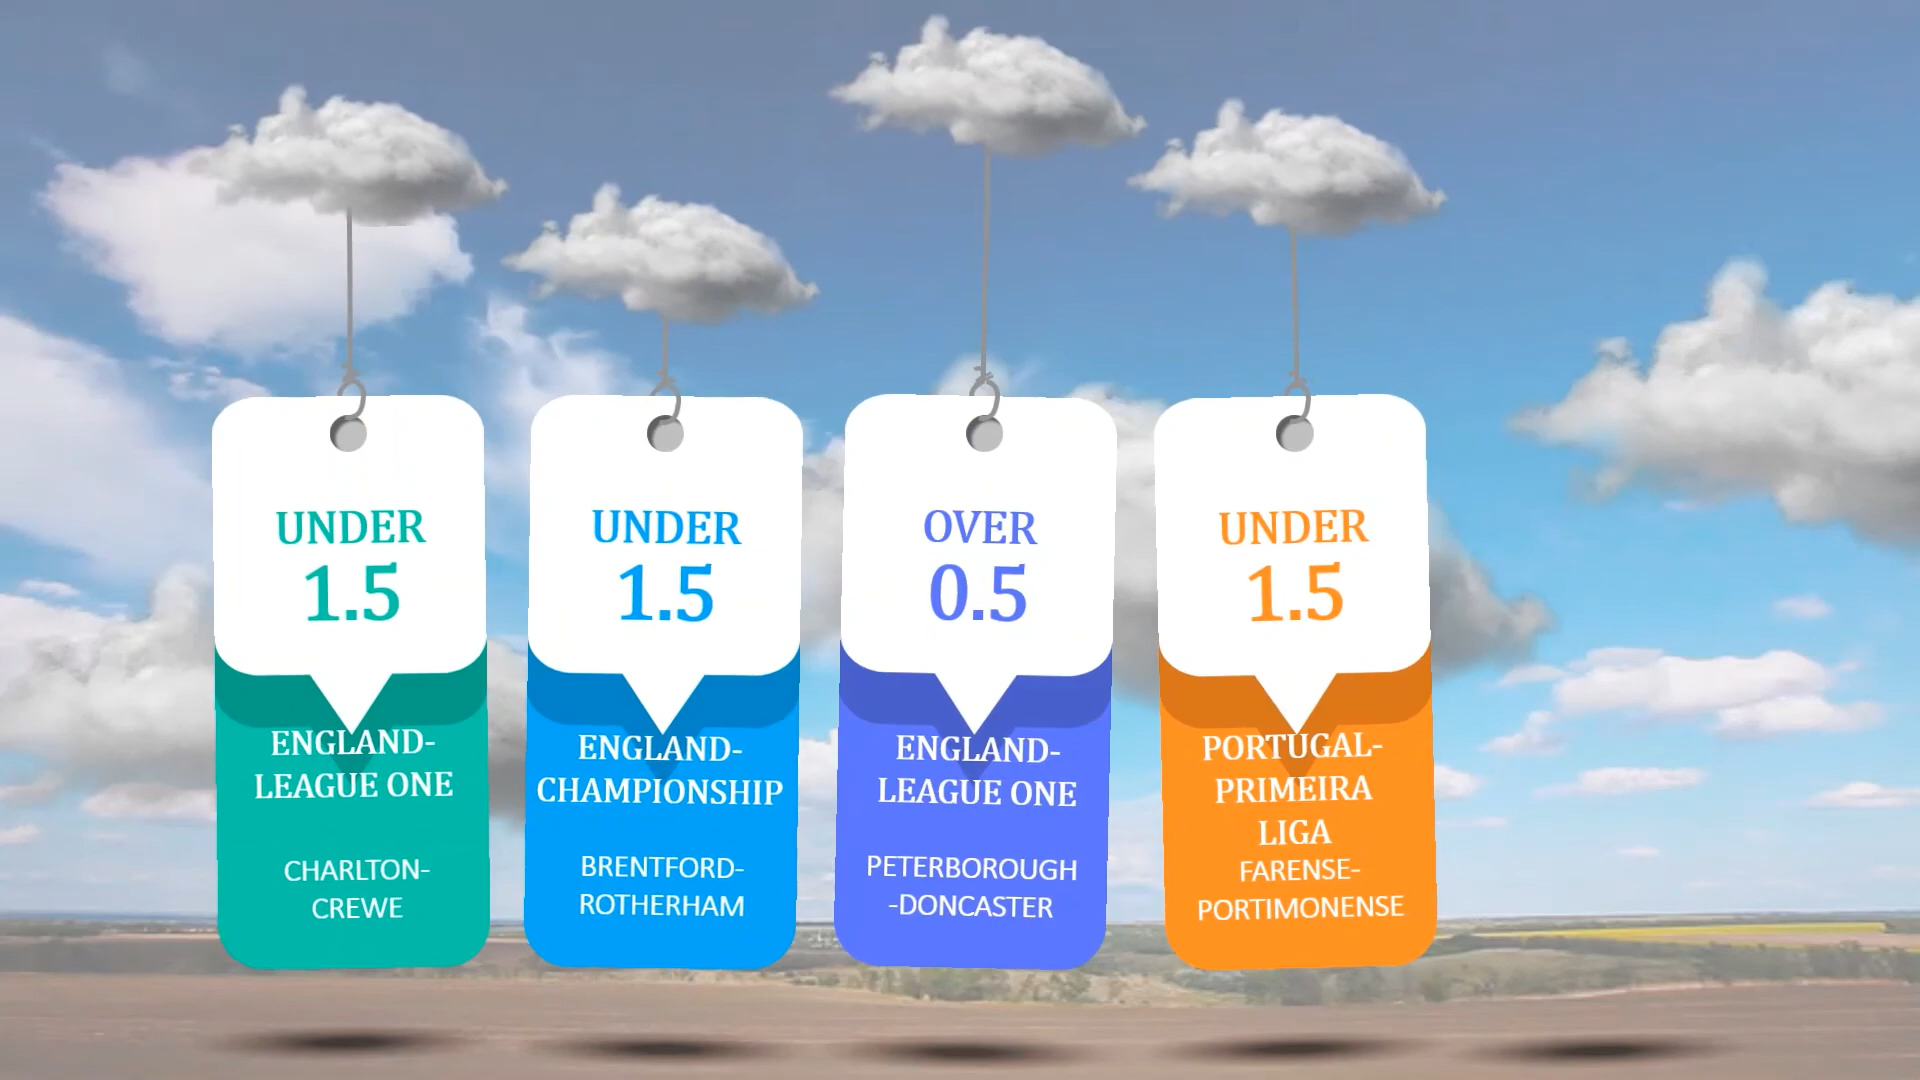 UNDER
1.5
ENGLAND-
LEAGUE ONE
CHARLTON-
CREWE
UNDER
1.5
ENGLAND-
CHAMPIONSHIP
BRENTFORD-
ROTHERHAM
OVER
0.5
ENGLAND-
LEAGUE ONE
PETERBOROUGH
-DONCASTER
UNDER
1.5
PORTUGAL-
PRIMEIRA
LIGA
FARENSE-
PORTIMONENSE